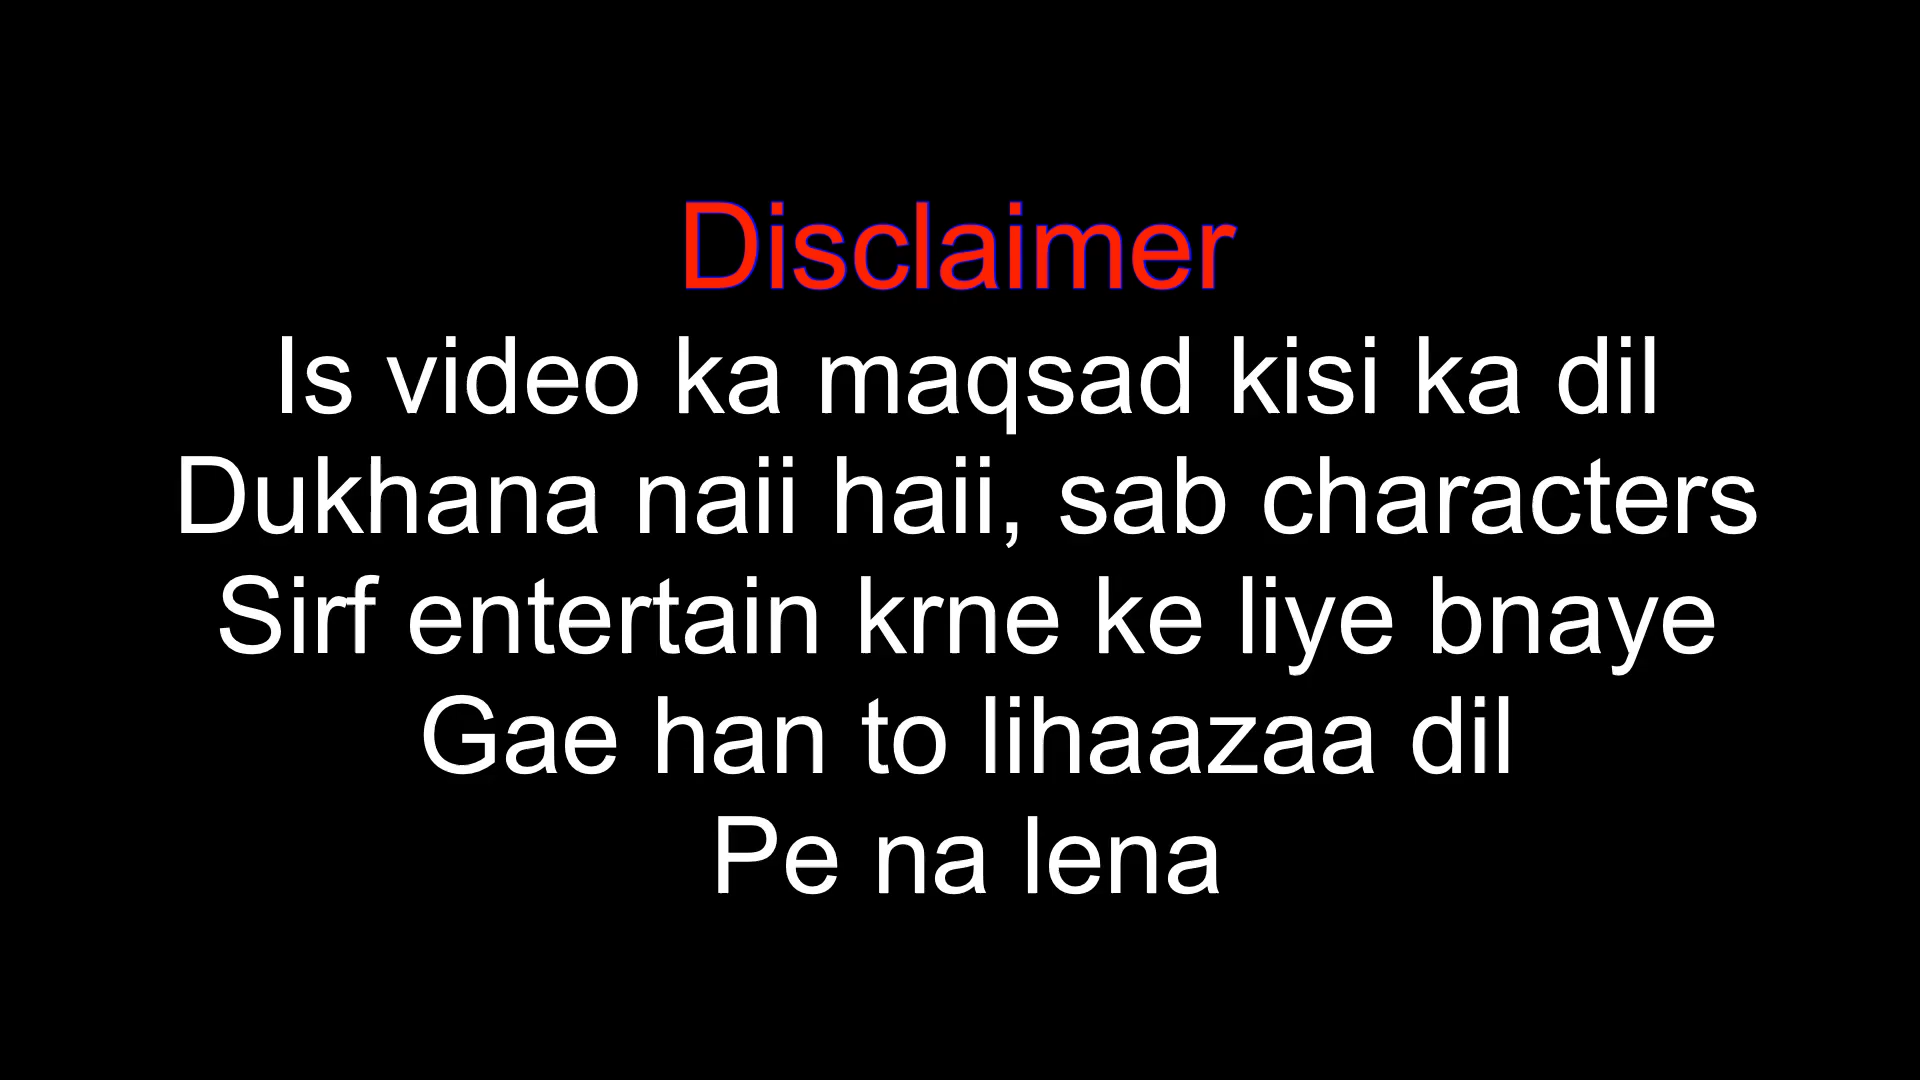 Disclaimer
Is video ka maqsad kisi ka dil
Dukhana naii haii, sab characters
Sirf entertain krne ke liye bnaye
Gae han to lihaazaa dil
Pe na lena